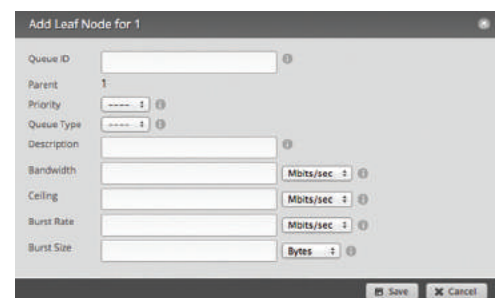 Add Leaf Node for 1
Queue ID
Parent 1
Priority ----
Queue Type ----
Description
Bandwidth Mbits/sec
Ceiling Mbits/sec
Burst Rate Mbits/sec
Burst Size Bytes
Save Cancel